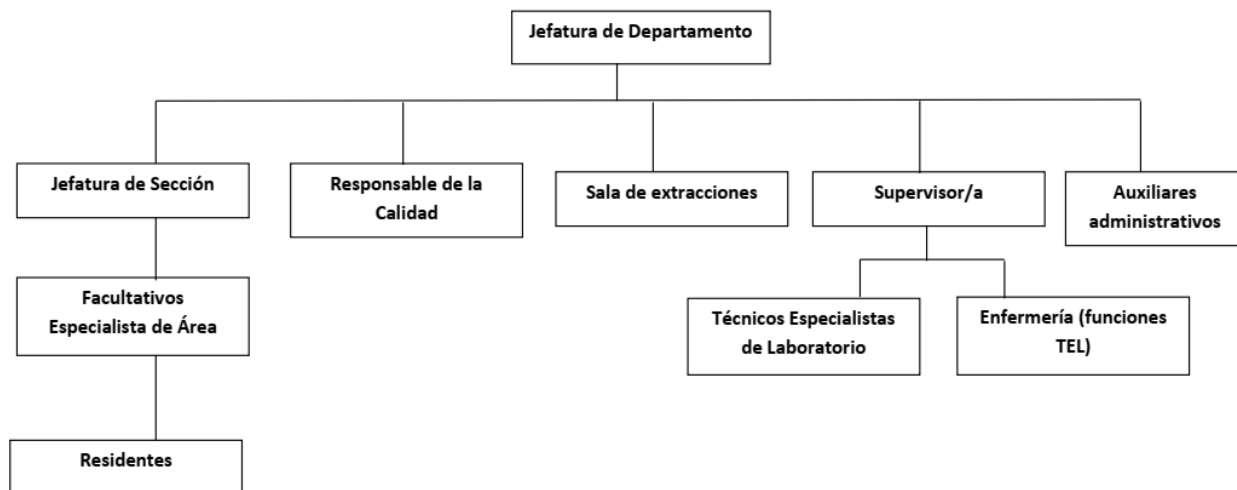 Jefatura de Departamento
Jefatura de Sección
Responsable de la
Calidad
Sala de extracciones
Supervisor/a
Auxiliares
administrativos
Facultativos
Especialista de Área
Técnicos Especialistas
de Laboratorio
Enfermería (funciones
TEL)
Residentes